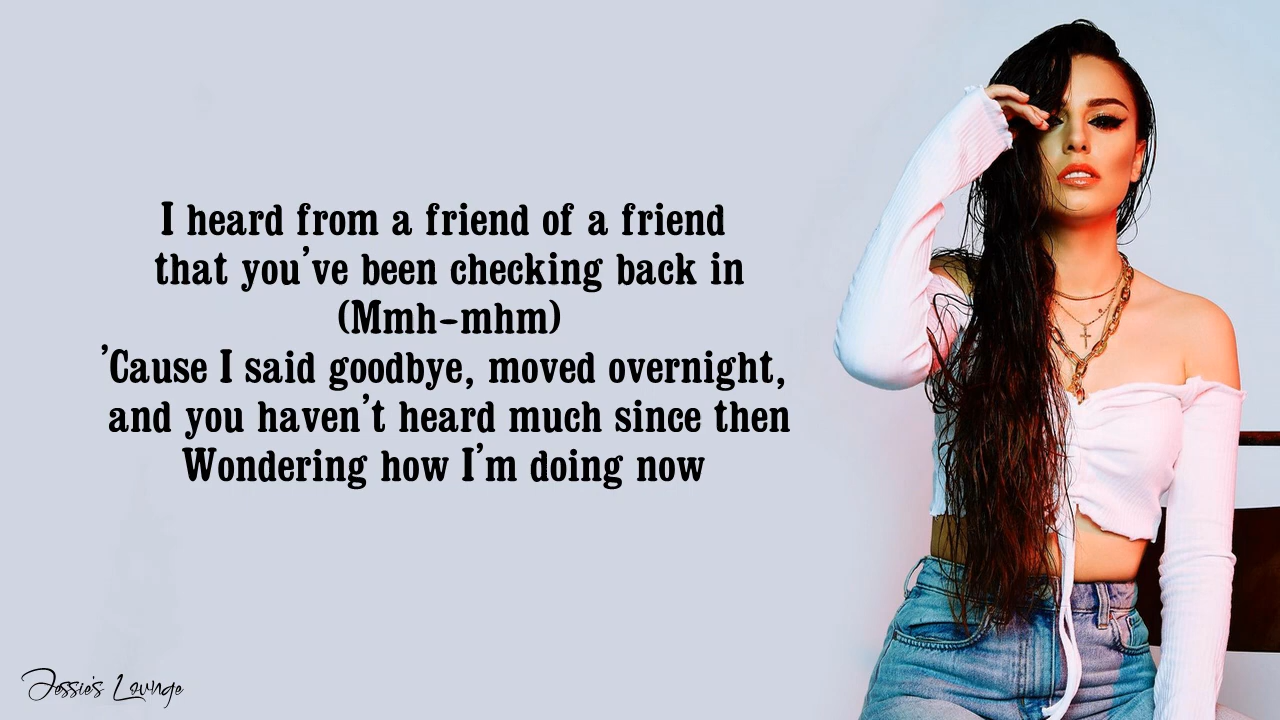 I heard from a friend of a friend
that you've been checking back in
(Mmh-mhm)
'Cause I said goodbye, moved overnight,
and you haven't heard much since then
Wondering how I'm doing now
Jessie's Lounge